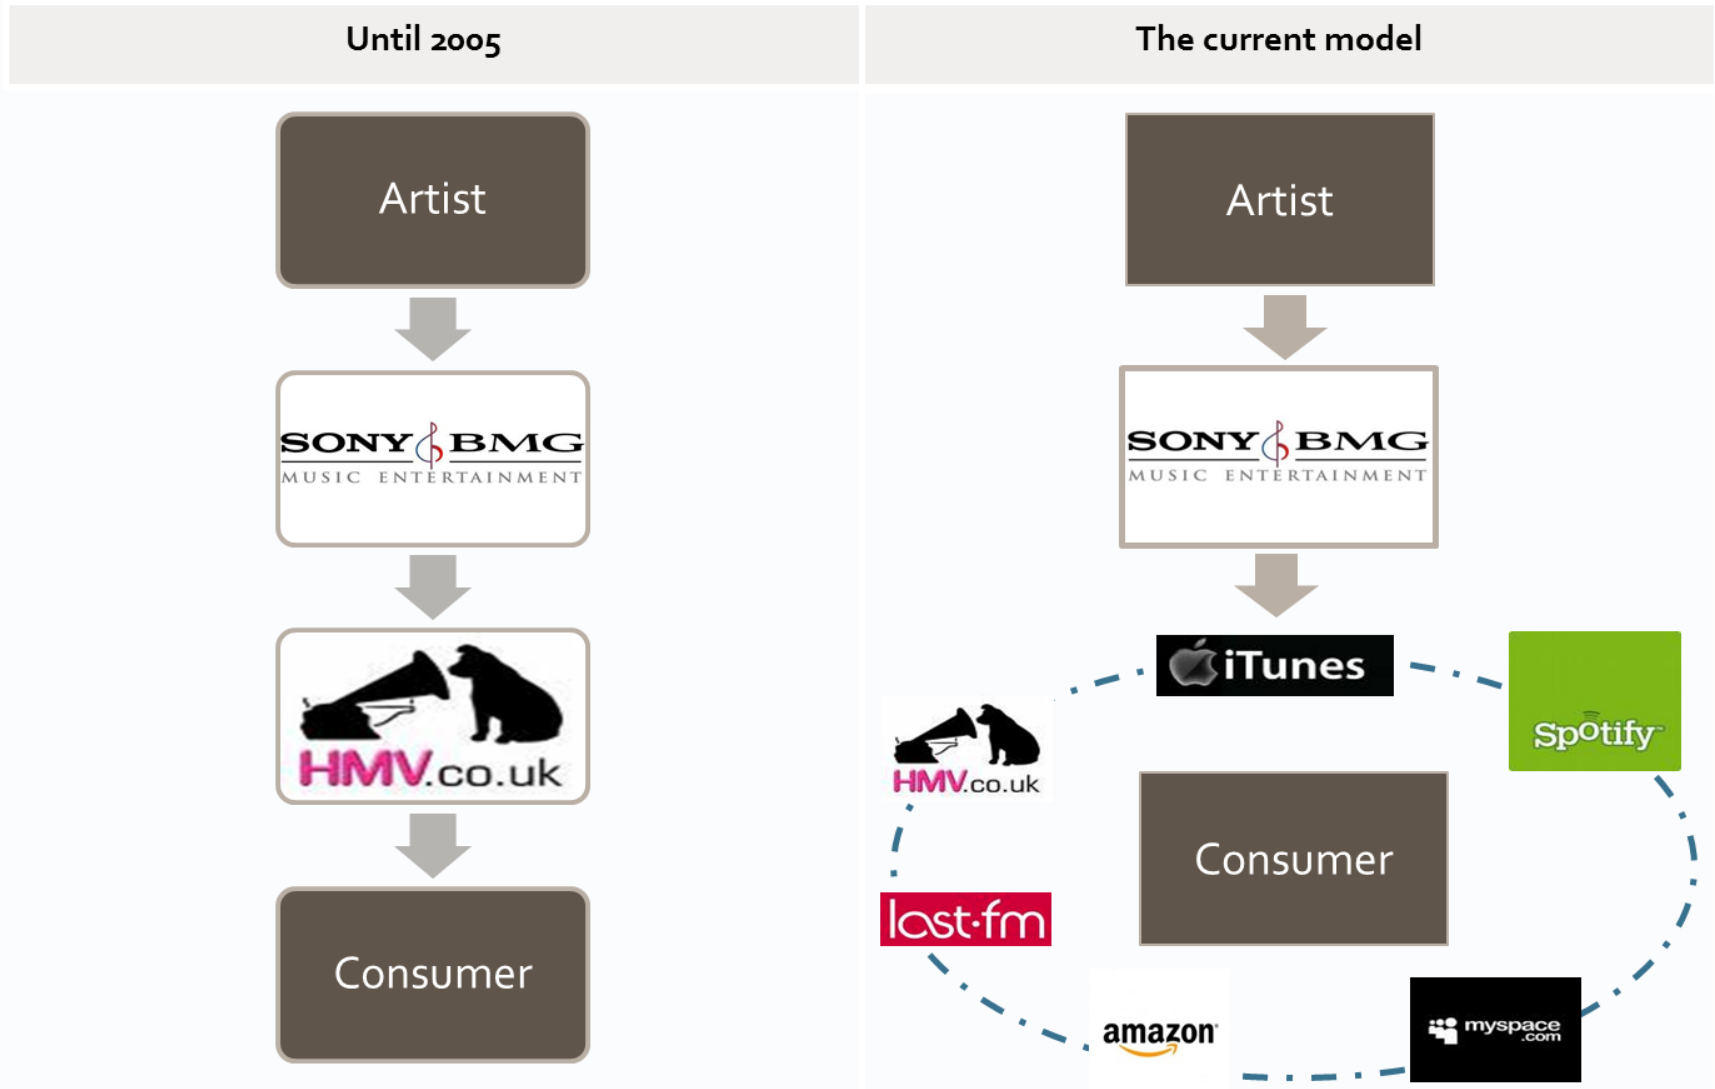 Until 2005
The current model
Artist
SONY BMG
MUSIC ENTERTAINMENT
HMV.co.uk
Consumer
Artist
SONY BMG
MUSIC ENTERTAINMENT
iTunes
Spotify™
HMV.co.uk
Consumer
last.fm
amazon
myspace
.com